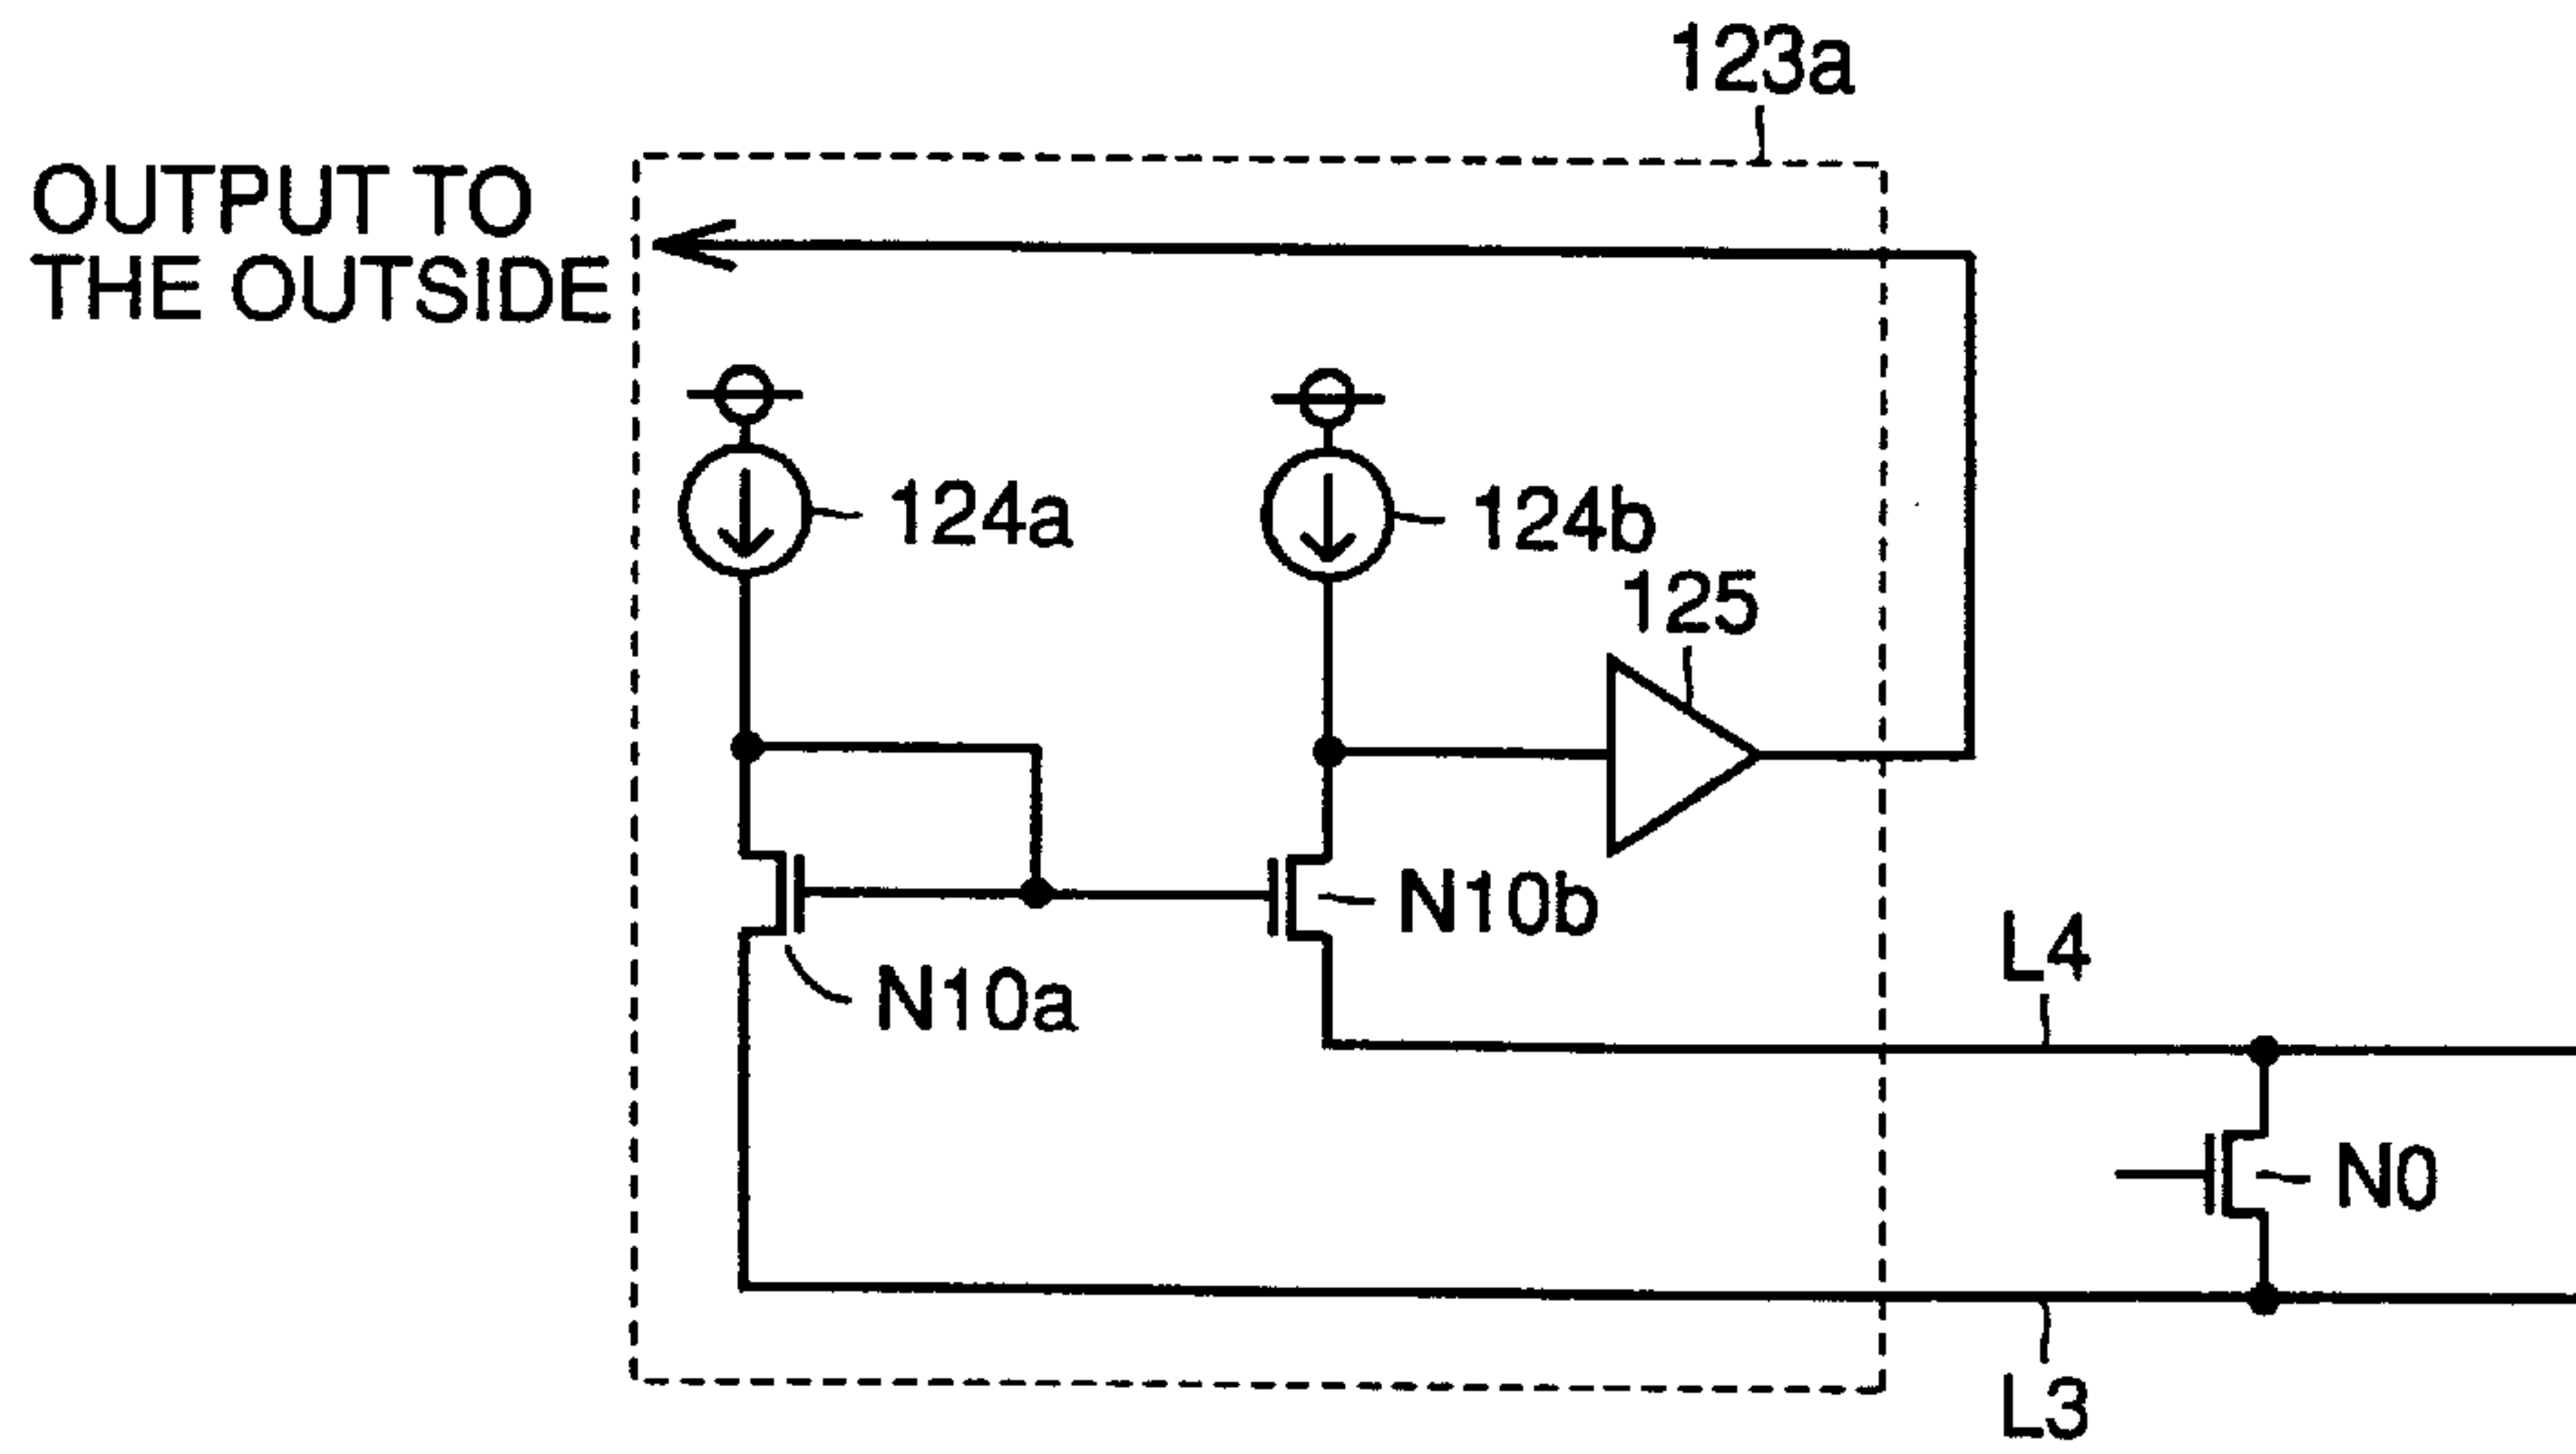 123a
OUTPUT TO
THE OUTSIDE
124a
124b
125
N10b
N10a
L4
N0
L3